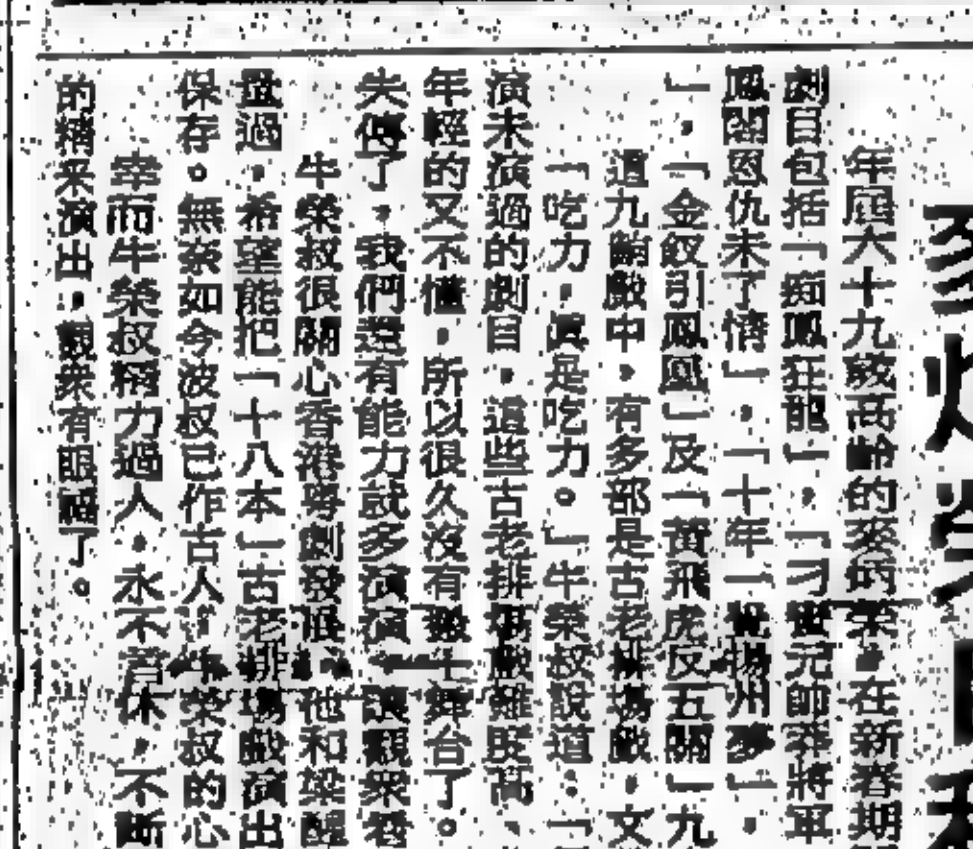 年屆六十九歲高齡的麥炳榮，在新春期
劇目包括「痴鳳狂龍」，「刁蠻元帥莽將軍
鳳閣恩仇未了情」，「十年一覺揚州夢」，
」，「金釵引鳳凰」及「黃飛虎反五關」九
這九齣戲中，有多部是古老排場戲，文
「吃力，眞是吃力。」牛榮叔說道：「
演未演過的劇目，這些古老排場戲難度高、
年輕的又不懂，所以很久沒有搬上舞台了。
失傳了，我們還有能力就多演演，讓觀衆看
牛榮叔很關心香港粵劇發展，他和梁醒
過，希望能把「十八本」古老排場戲演出
保存。無奈如今波叔已作古人，牛榮叔的心
幸而牛榮叔精力過人，永不言休，不斷
的精采演出，觀衆有眼福了。